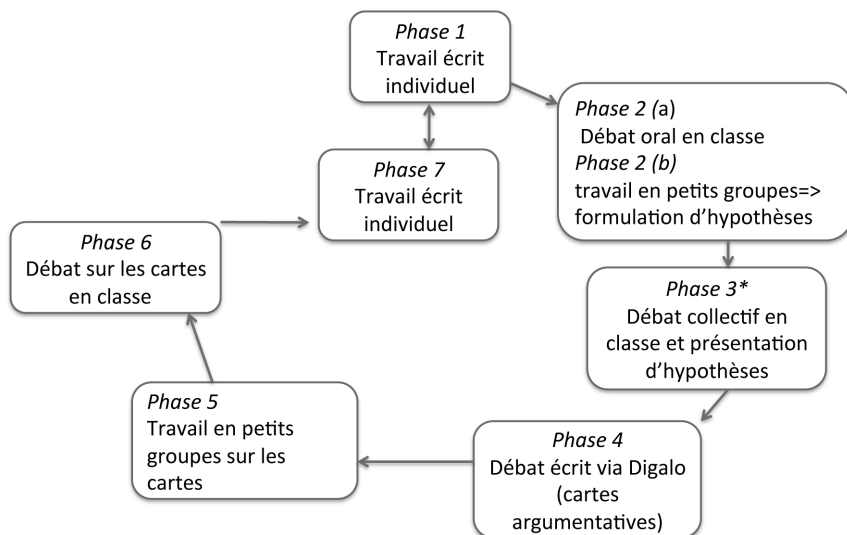 Phase 1
Travail écrit
individuel
Phase 2 (a)
Débat oral en classe
Phase 2 (b)
travail en petits groupes=>
formulation d’hypothèses
Phase 3*
Débat collectif en
classe et présentation
d’hypothèses
Phase 4
Débat écrit via Digalo
(cartes
argumentatives)
Phase 5
Travail en petits
groupes sur les
cartes
Phase 6
Débat sur les cartes
en classe
Phase 7
Travail écrit
individuel